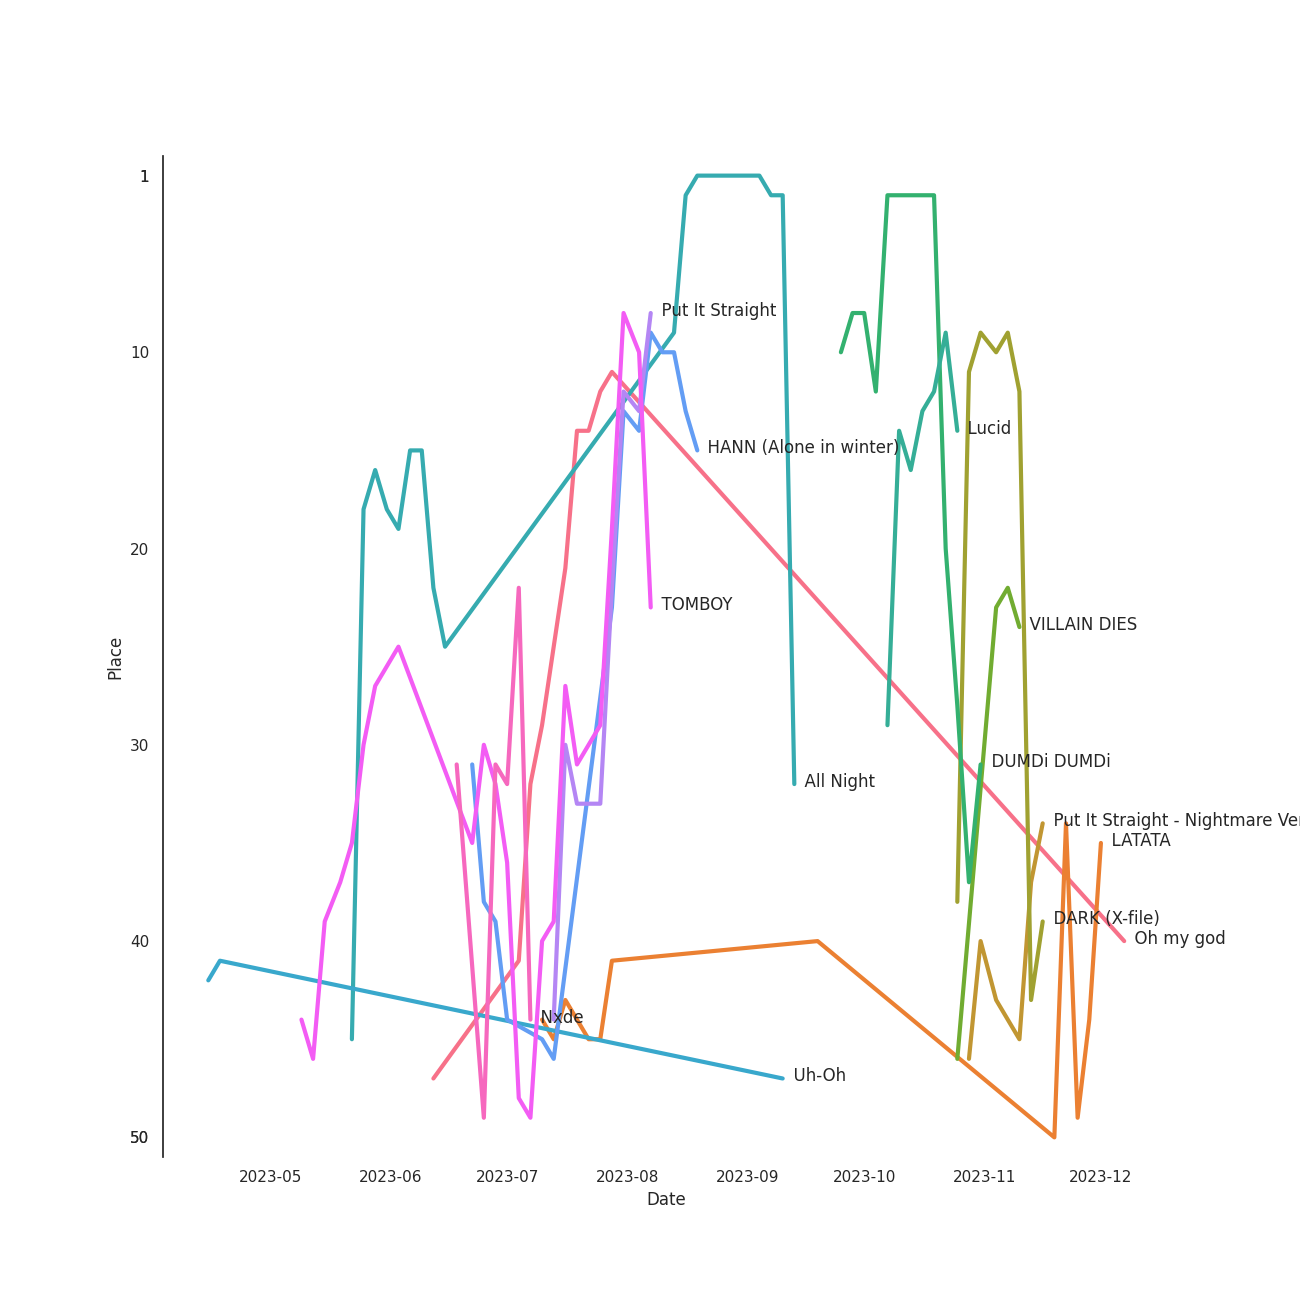 1
Put It Straight
10
Lucid
HANN (Alone in winter)
20
TOMBOY
VILLAIN DIES
30
DUMDi DUMDi
All Night
Put It Straight - Nightmare Ver
LATATA
DARK (X-file)
40
Oh my god
Nxde
Uh-Oh
50
Place
2023-05 2023-06 2023-07 2023-08 2023-09 2023-10 2023-11 2023-12
Date